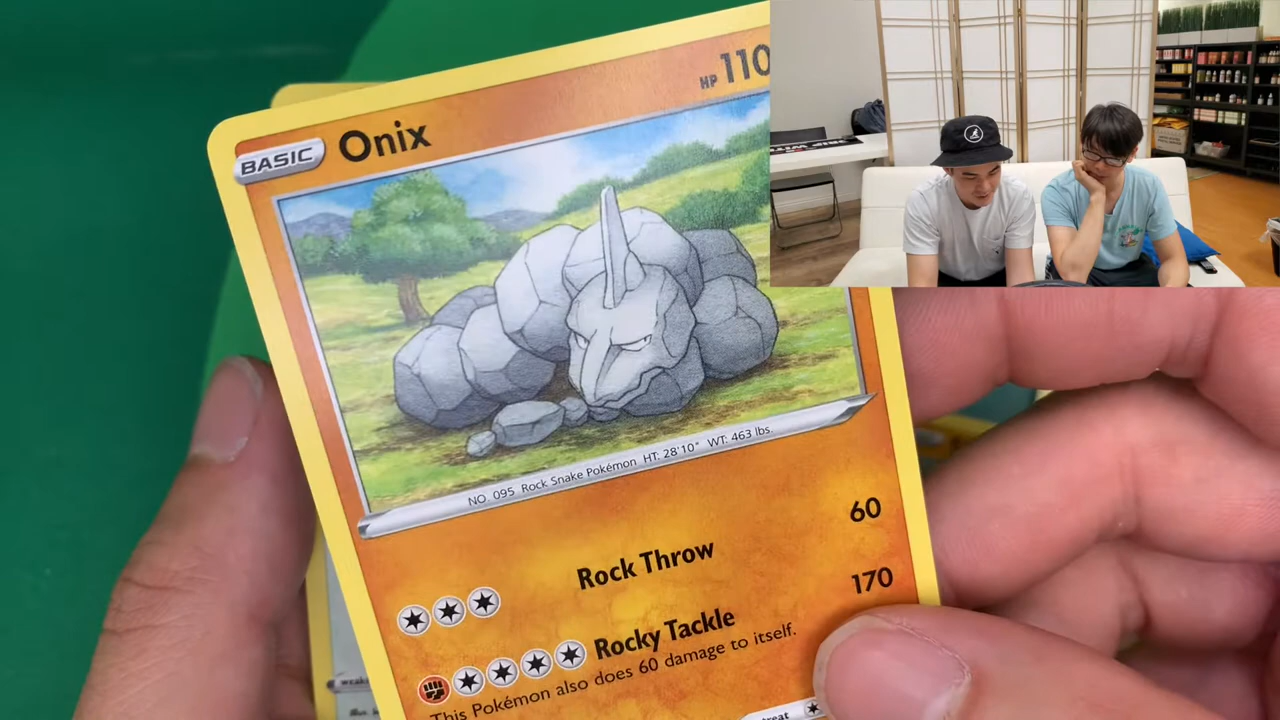 BASIC Onix HP 110
NO. 095 Rock Snake Pokémon HT: 28'10" WT: 463 lbs.
Rock Throw 60
Rocky Tackle 170
This Pokémon also does 60 damage to itself.